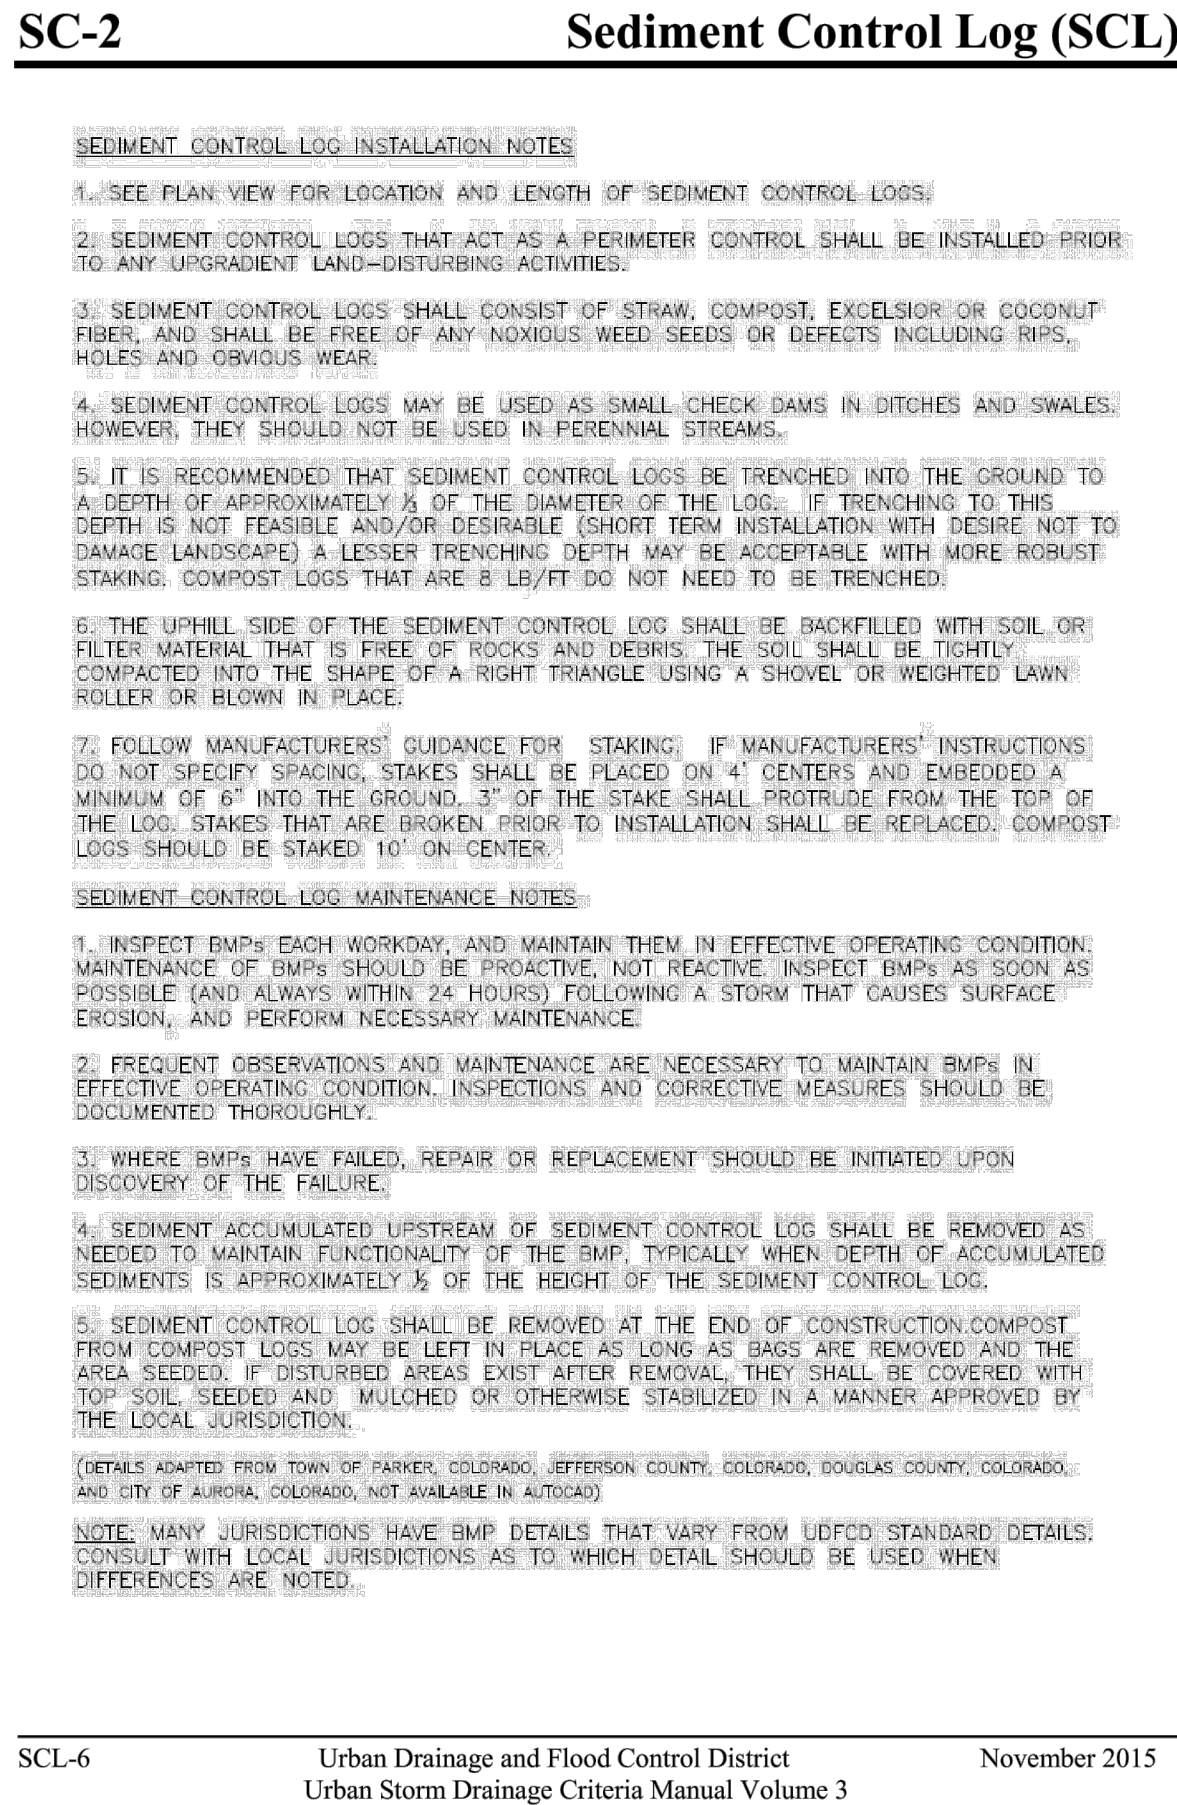 SC-2 Sediment Control Log (SCL)
SEDIMENT CONTROL LOG INSTALLATION NOTES
1. SEE PLAN VIEW FOR LOCATION AND LENGTH OF SEDIMENT CONTROL LOGS.
2. SEDIMENT CONTROL LOGS THAT ACT AS A PERIMETER CONTROL SHALL BE INSTALLED PRIOR
TO ANY UPGRADIENT LAND-DISTURBING ACTIVITIES.
3. SEDIMENT CONTROL LOGS SHALL CONSIST OF STRAW, COMPOST, EXCELSIOR OR COCONUT
FIBER, AND SHALL BE FREE OF ANY NOXIOUS WEED SEEDS OR DEFECTS INCLUDING RIPS,
HOLES AND OBVIOUS WEAR.
4. SEDIMENT CONTROL LOGS MAY BE USED AS SMALL CHECK DAMS IN DITCHES AND SWALES.
HOWEVER, THEY SHOULD NOT BE USED IN PERENNIAL STREAMS.
5. IT IS RECOMMENDED THAT SEDIMENT CONTROL LOGS BE TRENCHED INTO THE GROUND TO
A DEPTH OF APPROXIMATELY ⅓ OF THE DIAMETER OF THE LOG. IF TRENCHING TO THIS
DEPTH IS NOT FEASIBLE AND/OR DESIRABLE (SHORT TERM INSTALLATION WITH DESIRE NOT TO
DAMAGE LANDSCAPE) A LESSER TRENCHING DEPTH MAY BE ACCEPTABLE WITH MORE ROBUST
STAKING. COMPOST LOGS THAT ARE 8 LB/FT DO NOT NEED TO BE TRENCHED.
6. THE UPHILL SIDE OF THE SEDIMENT CONTROL LOG SHALL BE BACKFILLED WITH SOIL OR
FILTER MATERIAL THAT IS FREE OF ROCKS AND DEBRIS. THE SOIL SHALL BE TIGHTLY
COMPACTED INTO THE SHAPE OF A RIGHT TRIANGLE USING A SHOVEL OR WEIGHTED LAWN
ROLLER OR BLOWN IN PLACE.
7. FOLLOW MANUFACTURERS' GUIDANCE FOR STAKING. IF MANUFACTURERS' INSTRUCTIONS
DO NOT SPECIFY SPACING, STAKES SHALL BE PLACED ON 4' CENTERS AND EMBEDDED A
MINIMUM OF 6" INTO THE GROUND. 3" OF THE STAKE SHALL PROTRUDE FROM THE TOP OF
THE LOG. STAKES THAT ARE BROKEN PRIOR TO INSTALLATION SHALL BE REPLACED. COMPOST
LOGS SHOULD BE STAKED 10' ON CENTER.
SEDIMENT CONTROL LOG MAINTENANCE NOTES
1. INSPECT BMPs EACH WORKDAY, AND MAINTAIN THEM IN EFFECTIVE OPERATING CONDITION.
MAINTENANCE OF BMPs SHOULD BE PROACTIVE, NOT REACTIVE. INSPECT BMPs AS SOON AS
POSSIBLE (AND ALWAYS WITHIN 24 HOURS) FOLLOWING A STORM THAT CAUSES SURFACE
EROSION, AND PERFORM NECESSARY MAINTENANCE.
2. FREQUENT OBSERVATIONS AND MAINTENANCE ARE NECESSARY TO MAINTAIN BMPs IN
EFFECTIVE OPERATING CONDITION. INSPECTIONS AND CORRECTIVE MEASURES SHOULD BE
DOCUMENTED THOROUGHLY.
3. WHERE BMPs HAVE FAILED, REPAIR OR REPLACEMENT SHOULD BE INITIATED UPON
DISCOVERY OF THE FAILURE.
4. SEDIMENT ACCUMULATED UPSTREAM OF SEDIMENT CONTROL LOG SHALL BE REMOVED AS
NEEDED TO MAINTAIN FUNCTIONALITY OF THE BMP, TYPICALLY WHEN DEPTH OF ACCUMULATED
SEDIMENTS IS APPROXIMATELY ½ OF THE HEIGHT OF THE SEDIMENT CONTROL LOG.
5. SEDIMENT CONTROL LOG SHALL BE REMOVED AT THE END OF CONSTRUCTION.COMPOST
FROM COMPOST LOGS MAY BE LEFT IN PLACE AS LONG AS BAGS ARE REMOVED AND THE
AREA SEEDED. IF DISTURBED AREAS EXIST AFTER REMOVAL, THEY SHALL BE COVERED WITH
TOP SOIL, SEEDED AND MULCHED OR OTHERWISE STABILIZED IN A MANNER APPROVED BY
THE LOCAL JURISDICTION.
(DETAILS ADAPTED FROM TOWN OF PARKER, COLORADO, JEFFERSON COUNTY, COLORADO, DOUGLAS COUNTY, COLORADO,
AND CITY OF AURORA, COLORADO, NOT AVAILABLE IN AUTOCAD)
NOTE: MANY JURISDICTIONS HAVE BMP DETAILS THAT VARY FROM UDFCD STANDARD DETAILS.
CONSULT WITH LOCAL JURISDICTIONS AS TO WHICH DETAIL SHOULD BE USED WHEN
DIFFERENCES ARE NOTED.
SCL-6 Urban Drainage and Flood Control District November 2015
Urban Storm Drainage Criteria Manual Volume 3